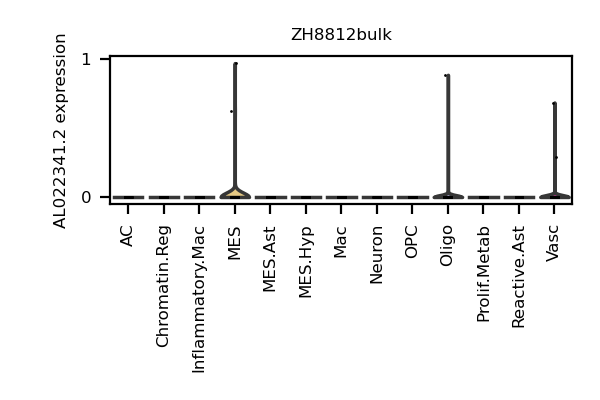 ZH8812bulk
AL022341.2 expression
1
0
AC
Chromatin.Reg
Inflammatory.Mac
MES
MES.Ast
MES.Hyp
Mac
Neuron
OPC
Oligo
Prolif.Metab
Reactive.Ast
Vasc